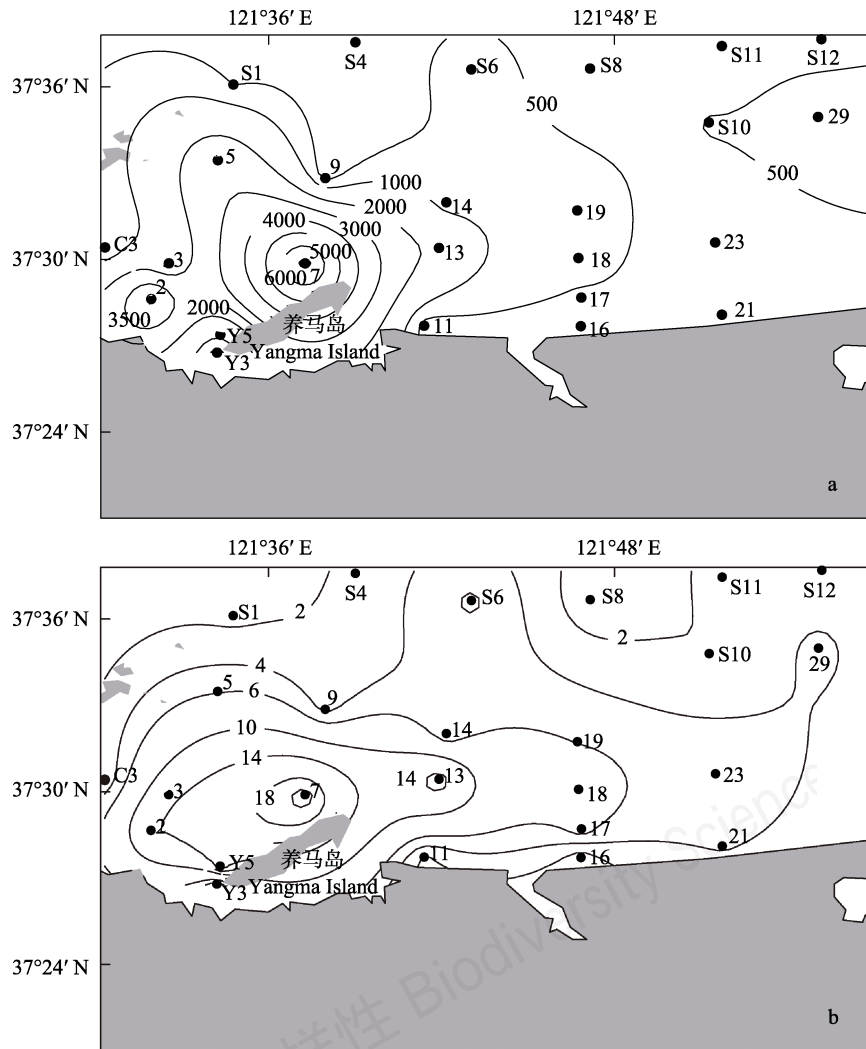 121°36′ E 121°48′ E
S4 S6 S8 S11 S12
37°36′ N S1
500
S10 29
5 9
1000
500
2000 14 19
4000 3000
37°30′ N C3 3 5000 13 23
6000 7 18
2
17
3500 2000 养马岛 11 16 21
Y5
Yangma Island
Y3
37°24′ N
a
121°36′ E 121°48′ E
S4 S6 S8 S11 S12
37°36′ N S1 2
2
S10
4 29
5 6
9
10 14 19
14
37°30′ N C3 14 13 23
3 18 7 18
2 17
养马岛 11 16 21
Y5
Yangma Island
Y3
37°24′ N
样性 Biodiversity Science
b